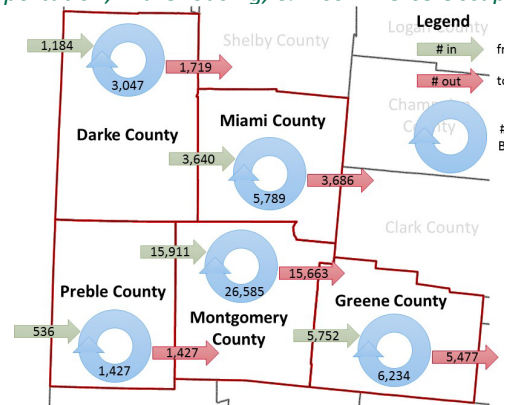 Legend
Logan County
# in
# out
Shelby County
1,184
1,719
3,047
Darke County
Miami County
3,640
3,686
5,789
Clark County
15,911
15,663
26,585
Preble County
Montgomery
County
Greene County
536
1,427
1,427
5,752
5,477
6,234